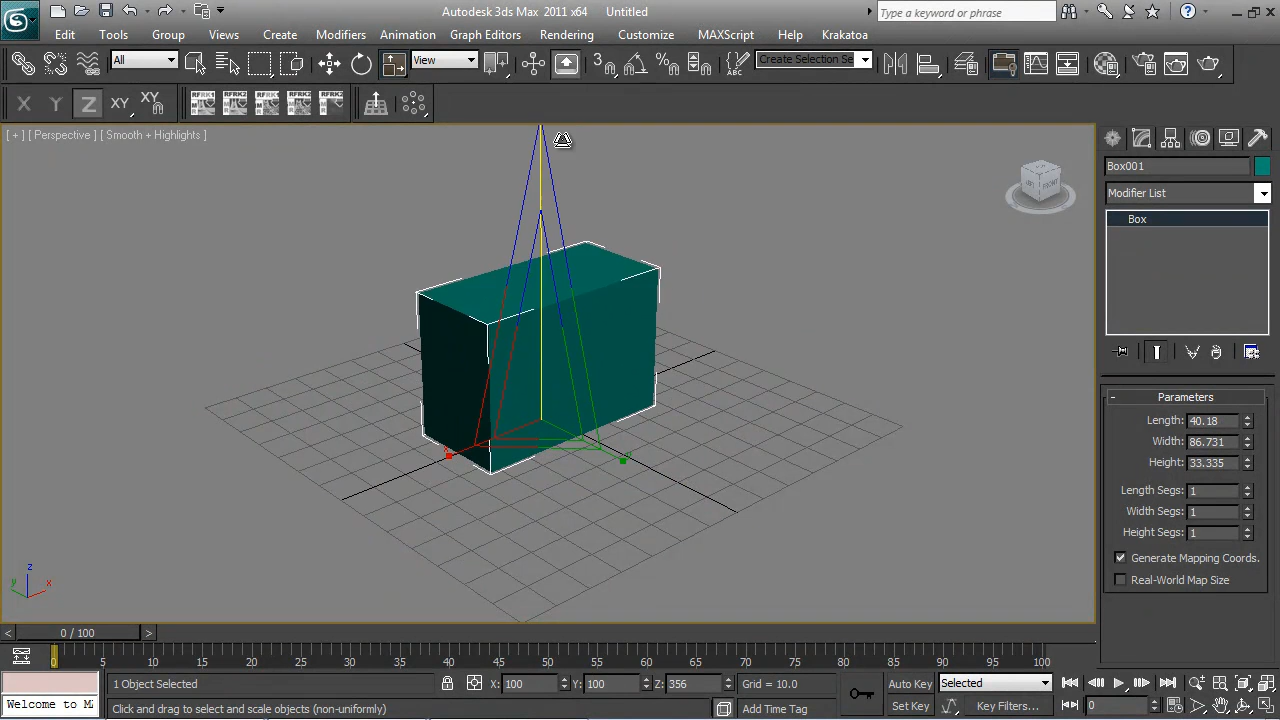 Autodesk 3ds Max 2011 x64 Untitled
Type a keyword or phrase
Edit Tools Group Views Create Modifiers Animation Graph Editors Rendering Customize MAXScript Help Krakatoa
All View Create Selection Se
X Y Z XY XY
[ + ] [ Perspective ] [ Smooth + Highlights ]
Box001
Modifier List
Box
- Parameters
Length: 40.18
Width: 86.731
Height: 33.335
Length Segs: 1
Width Segs: 1
Height Segs: 1
Generate Mapping Coords.
Real-World Map Size
z
y x
< 0 / 100 >
0 5 10 15 20 25 30 35 40 45 50 55 60 65 70 75 80 85 90 95 100
1 Object Selected X: 100 Y: 100 Z: 356 Grid = 10.0 Auto Key Selected
Welcome to M Click and drag to select and scale objects (non-uniformly) Add Time Tag Set Key Key Filters... 0